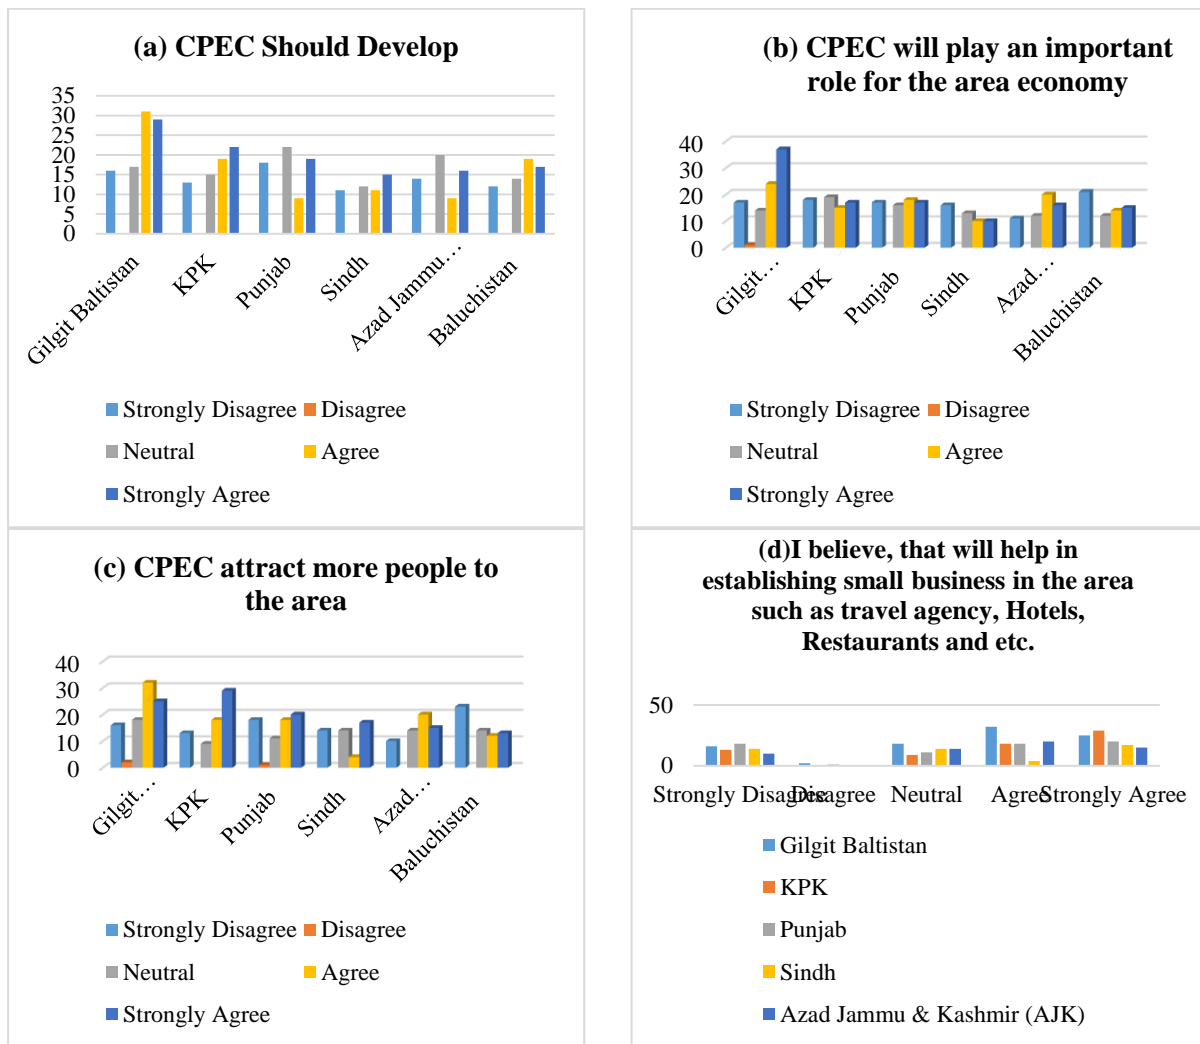 (a) CPEC Should Develop
35
30
25
20
15
10
5
0
Gilgit Baltistan
KPK
Punjab
Sindh
Azad Jammu…
Baluchistan
Strongly Disagree
Disagree
Neutral
Agree
Strongly Agree
(b) CPEC will play an important
role for the area economy
40
30
20
10
0
Gilgit…
KPK
Punjab
Sindh
Azad…
Baluchistan
Strongly Disagree
Disagree
Neutral
Agree
Strongly Agree
(c) CPEC attract more people to
the area
40
30
20
10
0
Gilgit…
KPK
Punjab
Sindh
Azad…
Baluchistan
Strongly Disagree
Disagree
Neutral
Agree
Strongly Agree
(d)I believe, that will help in
establishing small business in the area
such as travel agency, Hotels,
Restaurants and etc.
50
0
Strongly Disagree
Disagree
Neutral
Agree
Strongly Agree
Gilgit Baltistan
KPK
Punjab
Sindh
Azad Jammu & Kashmir (AJK)